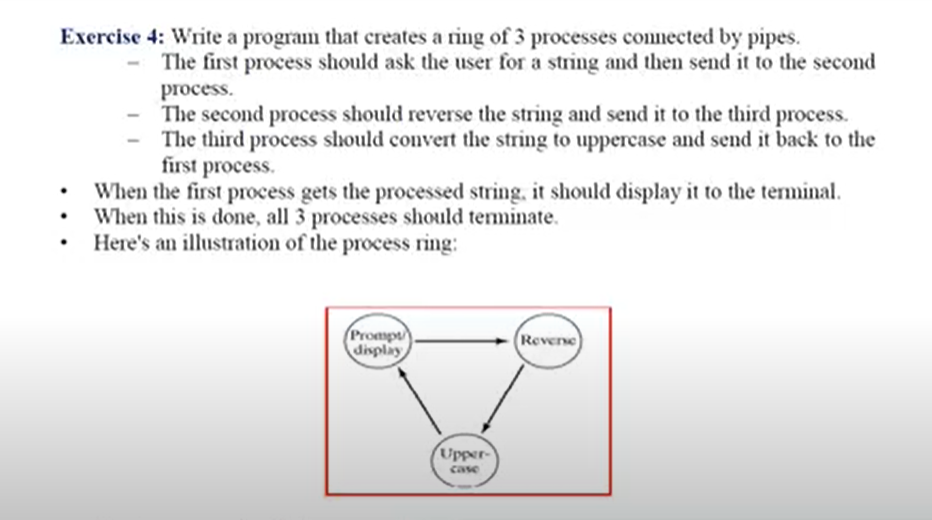 Exercise 4: Write a program that creates a ring of 3 processes connected by pipes.
– The first process should ask the user for a string and then send it to the second
process.
– The second process should reverse the string and send it to the third process.
– The third process should convert the string to uppercase and send it back to the
first process.
• When the first process gets the processed string, it should display it to the terminal.
• When this is done, all 3 processes should terminate.
• Here's an illustration of the process ring:
Prompt/
display
Reverse
Upper-
case